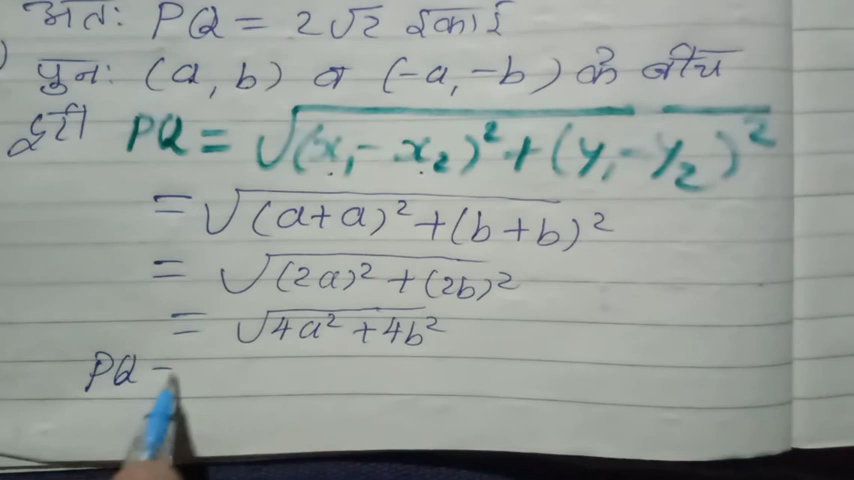 अतः PQ = 2√2 ईकाई
) पुनः (a, b) व (-a, -b) के बीच
दूरी PQ = √(x₁ - x₂)² + (y₁ - y₂)²
= √(a+a)² + (b+b)²
= √(2a)² + (2b)²
= √4a² + 4b²
PQ -